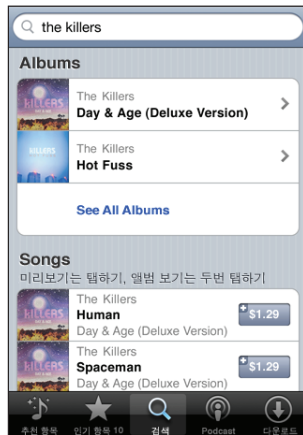 the killers
Albums
The Killers
Day & Age (Deluxe Version)
The Killers
Hot Fuss
See All Albums
Songs
미리보기는 탭하기, 앨범 보기는 두번 탭하기
The Killers
Human
Day & Age (Deluxe Version)
$1.29
The Killers
Spaceman
Day & Age (Deluxe Version)
$1.29
추천 항목
인기 항목 10
검색
Podcast
다운로드